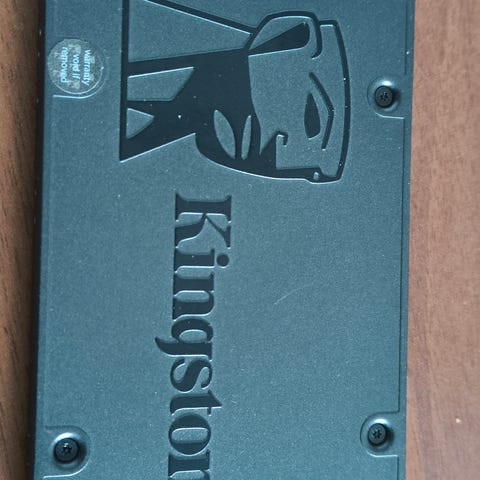 warranty
void if
removed
Kingston